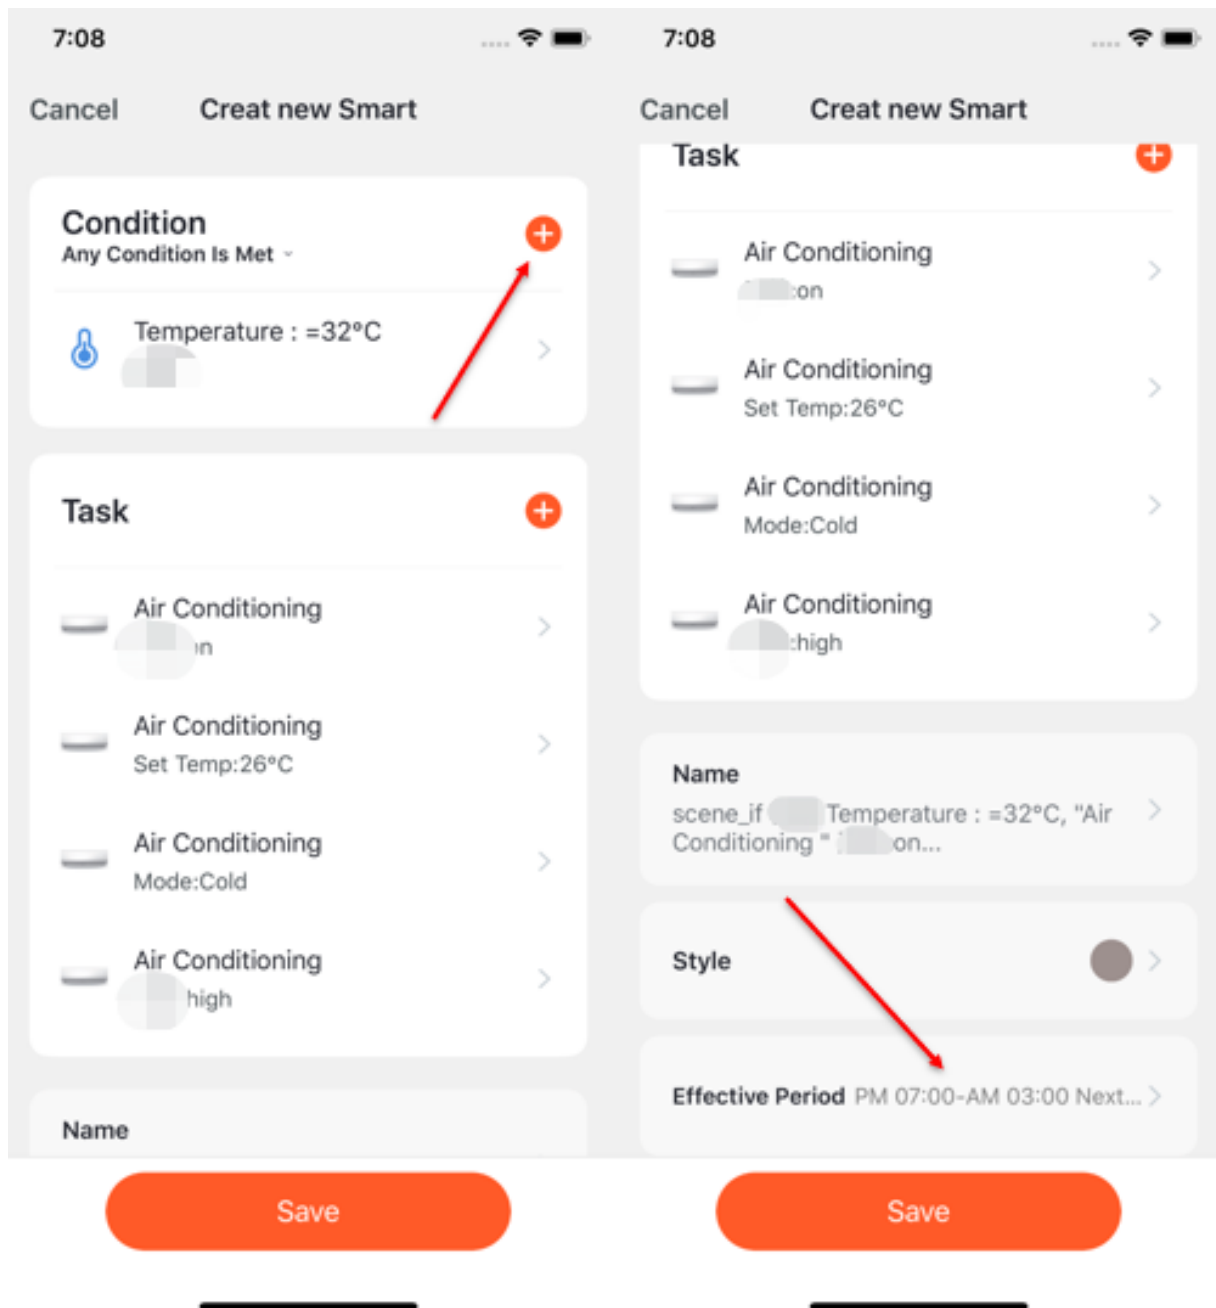 7:08
Cancel
Creat new Smart
Condition
Any Condition Is Met
Temperature : =32°C
Task
Air Conditioning
Air Conditioning
Set Temp:26°C
Air Conditioning
Mode:Cold
Air Conditioning
high
Name
Save
7:08
Cancel
Creat new Smart
Task
Air Conditioning
:on
Air Conditioning
Set Temp:26°C
Air Conditioning
Mode:Cold
Air Conditioning
:high
Name
scene_if Temperature : =32°C, "Air
Conditioning " on...
Style
Effective Period PM 07:00-AM 03:00 Next...
Save